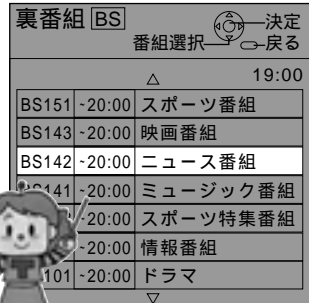 裏番組 BS
決定
番組選択 戻る
△ 19:00
BS151 ~20:00 スポーツ番組
BS143 ~20:00 映画番組
BS142 ~20:00 ニュース番組
141 ~20:00 ミュージック番組
~20:00 スポーツ特集番組
~20:00 情報番組
101 ~20:00 ドラマ
▽